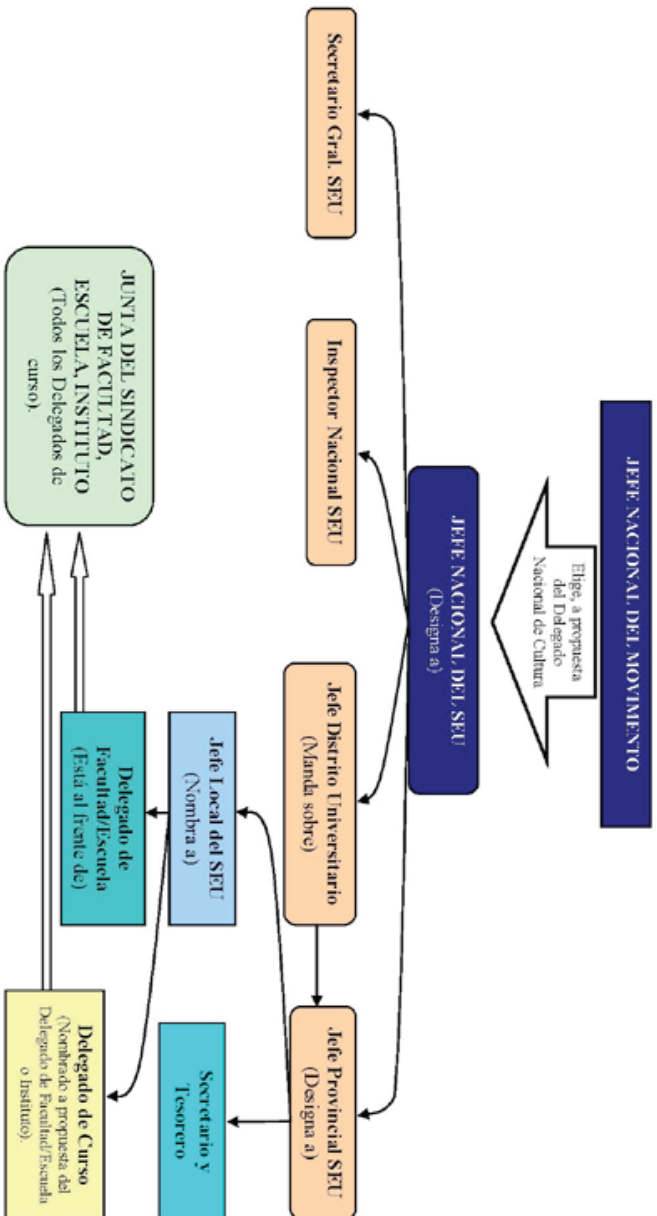 JEFE NACIONAL DEL MOVIMENTO
Elige, a propuesta
del Delegado
Nacional de Cultura
JEFE NACIONAL DEL SEU
(Designa a)
Secretario Gral. SEU
Inspector Nacional SEU
Jefe Distrito Universitario
(Manda sobre)
Jefe Provincial SEU
(Designa a)
Jefe Local del SEU
(Nombra a)
Secretario y
Tesorero
Delegado de
Facultad/Escuela
(Está al frente de)
JUNTA DEL SINDICATO
DE FACULTAD,
ESCUELA, INSTITUTO
(Todos los Delegados de
curso).
Delegado de Curso
(Nombrado a propuesta del
Delegado de Facultad/Escuela
o Instituto).